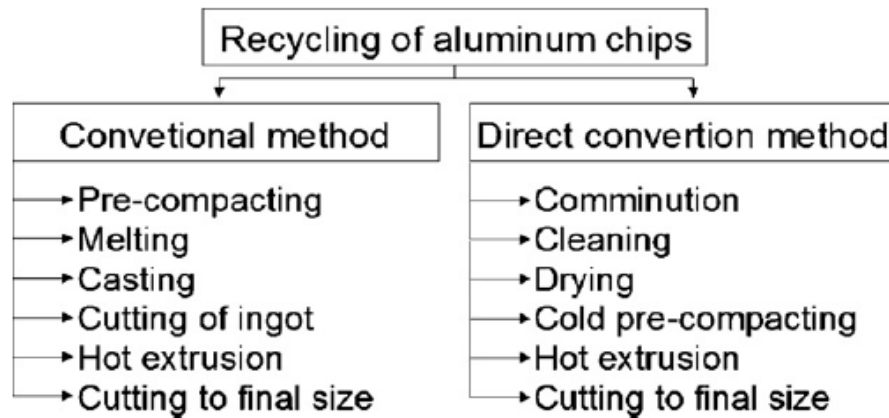 Recycling of aluminum chips
Convetional method
Pre-compacting
Melting
Casting
Cutting of ingot
Hot extrusion
Cutting to final size
Direct convertion method
Comminution
Cleaning
Drying
Cold pre-compacting
Hot extrusion
Cutting to final size